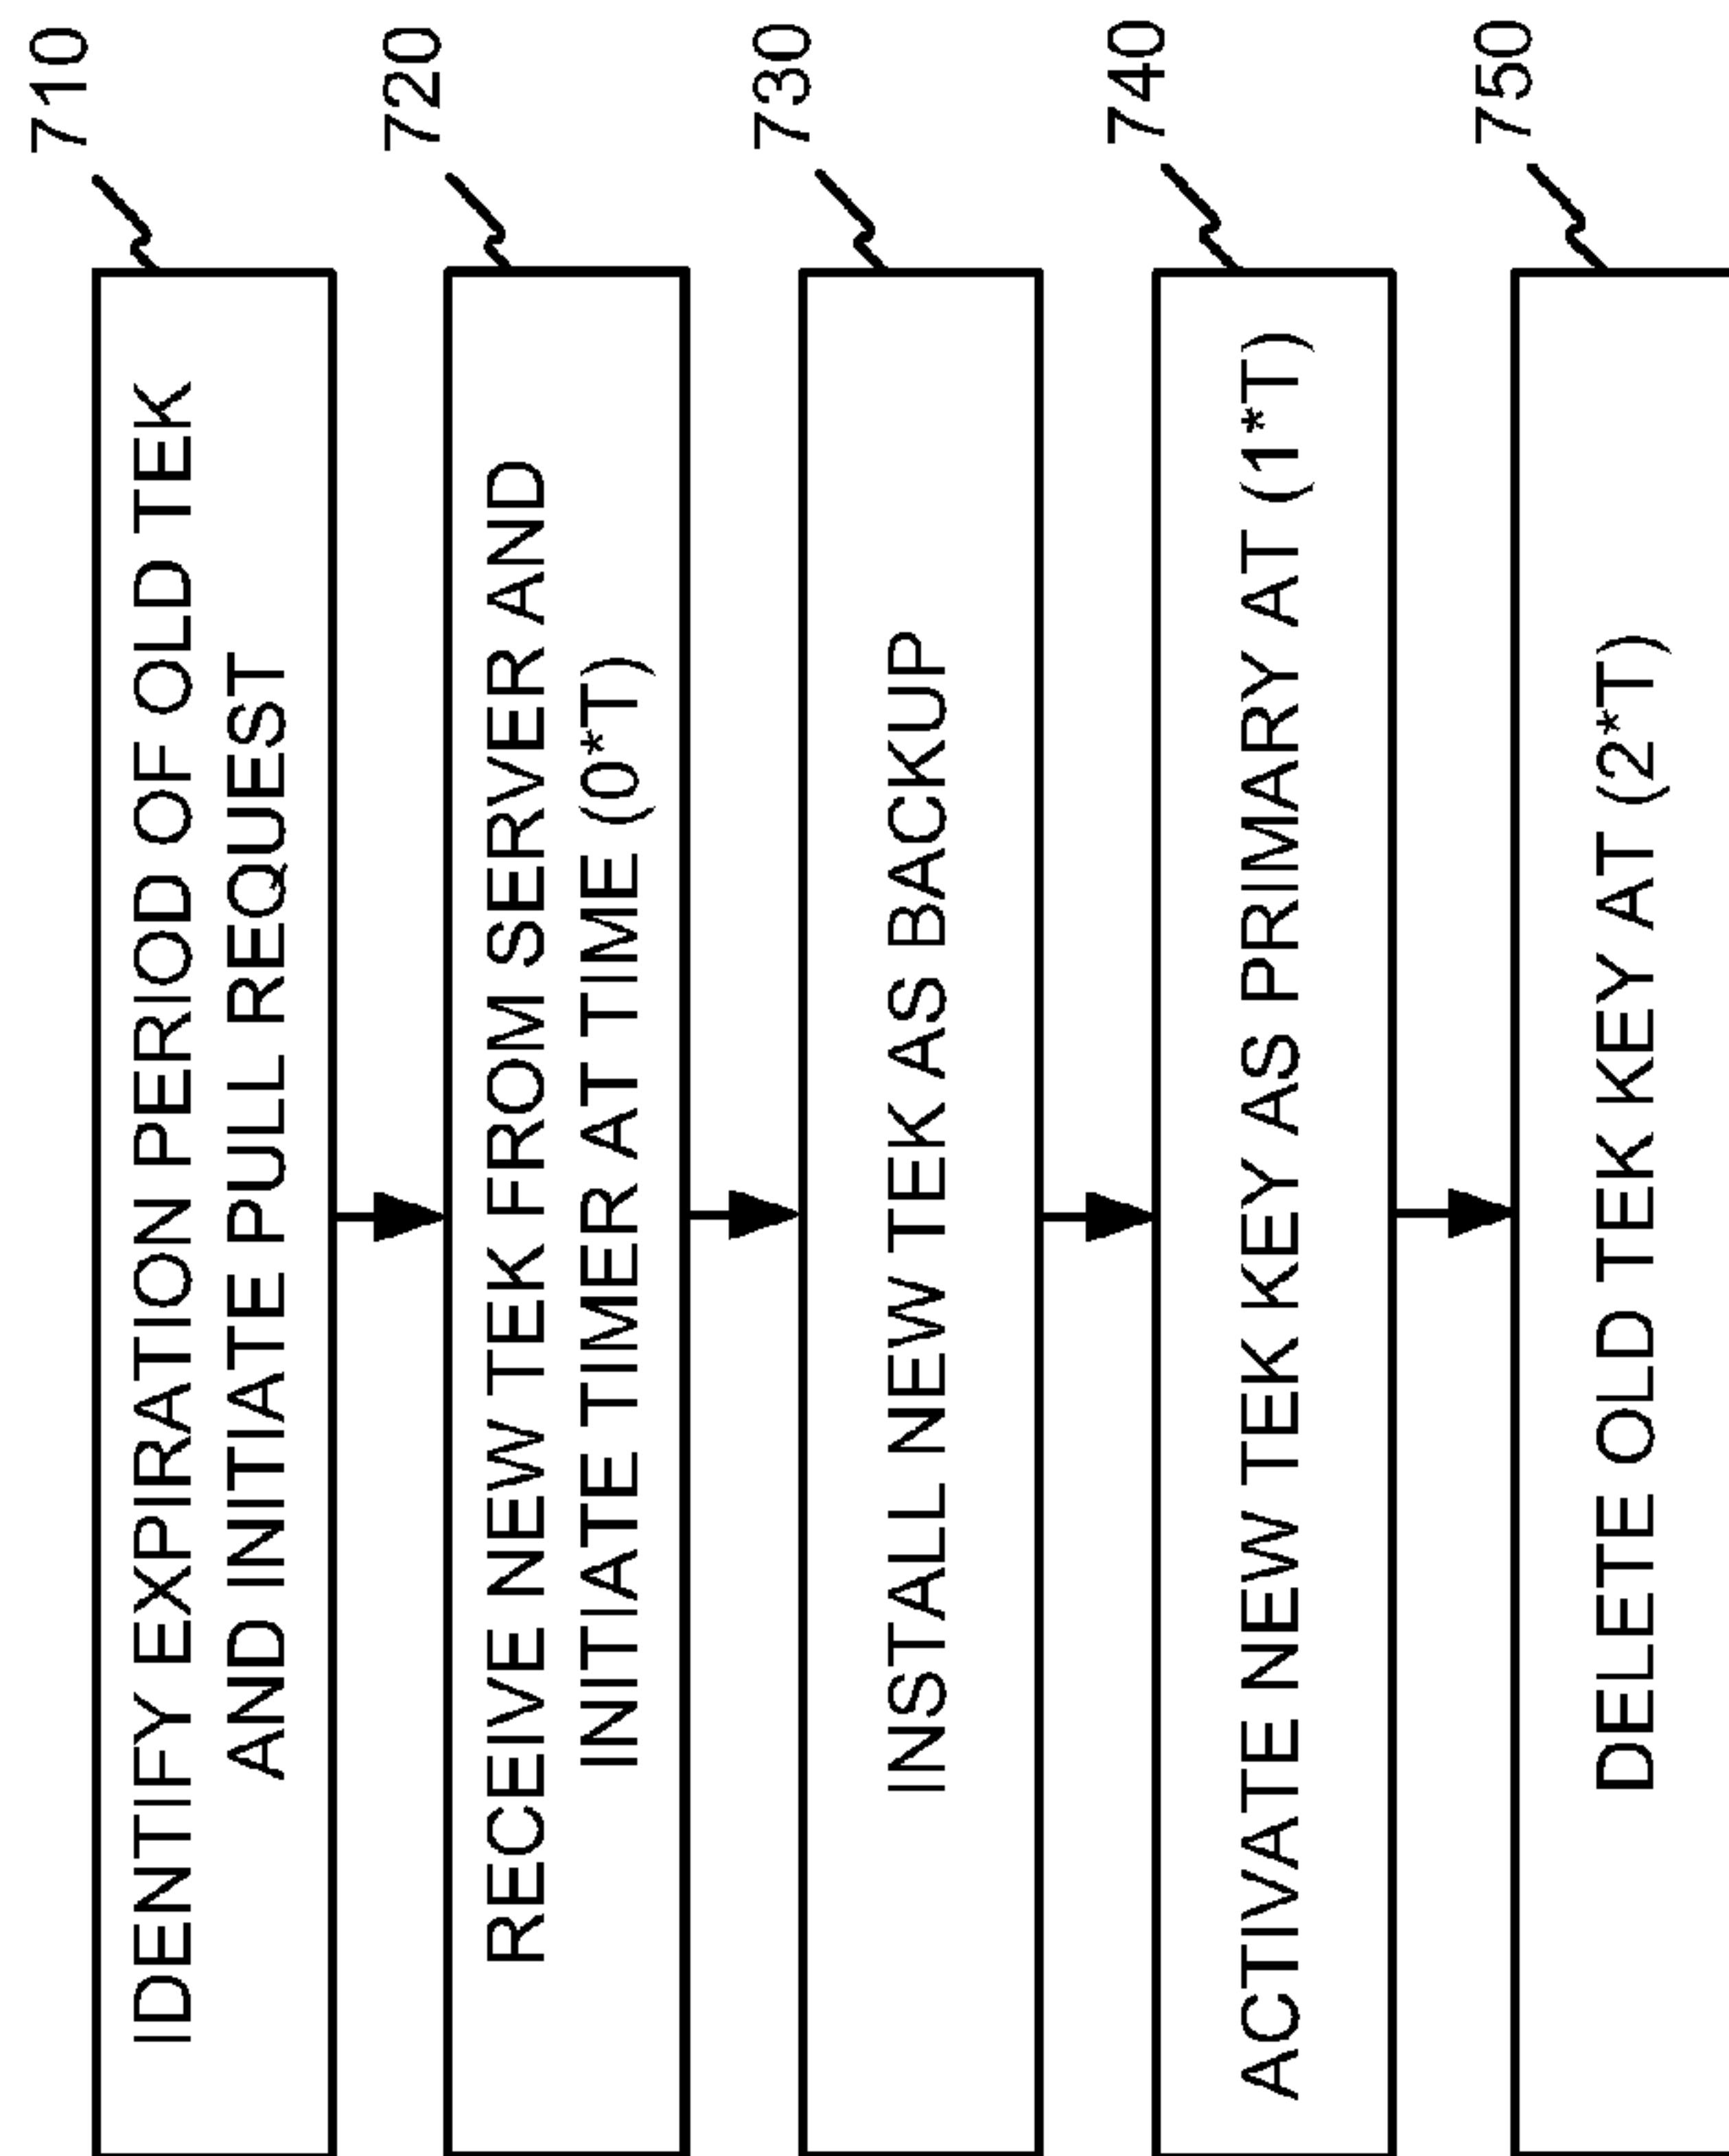 710
IDENTIFY EXPIRATION PERIOD OF OLD TEK
AND INITIATE PULL REQUEST
720
RECEIVE NEW TEK FROM SERVER AND
INITIATE TIMER AT TIME (0*T)
730
INSTALL NEW TEK AS BACKUP
740
ACTIVATE NEW TEK KEY AS PRIMARY AT (1*T)
750
DELETE OLD TEK KEY AT (2*T)